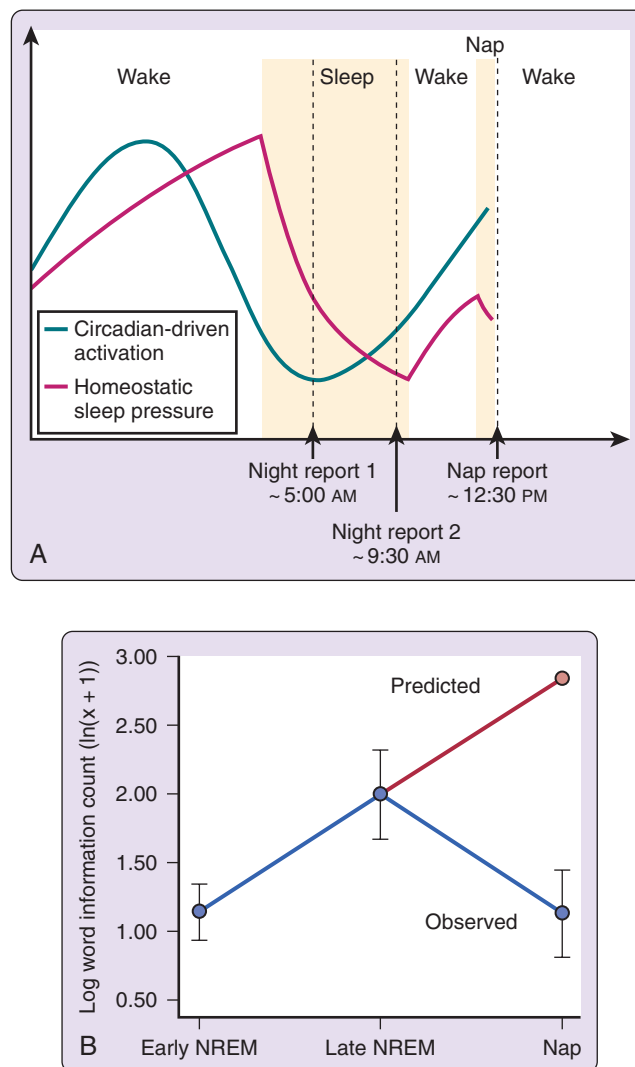 Nap
Wake
Sleep
Wake
Wake
Circadian-driven
activation
Homeostatic
sleep pressure
Night report 1
~ 5:00 AM
Nap report
~ 12:30 PM
Night report 2
~ 9:30 AM
A
Log word information count (ln(x + 1))
3.00
2.50
2.00
1.50
1.00
0.50
Predicted
Observed
B
Early NREM
Late NREM
Nap